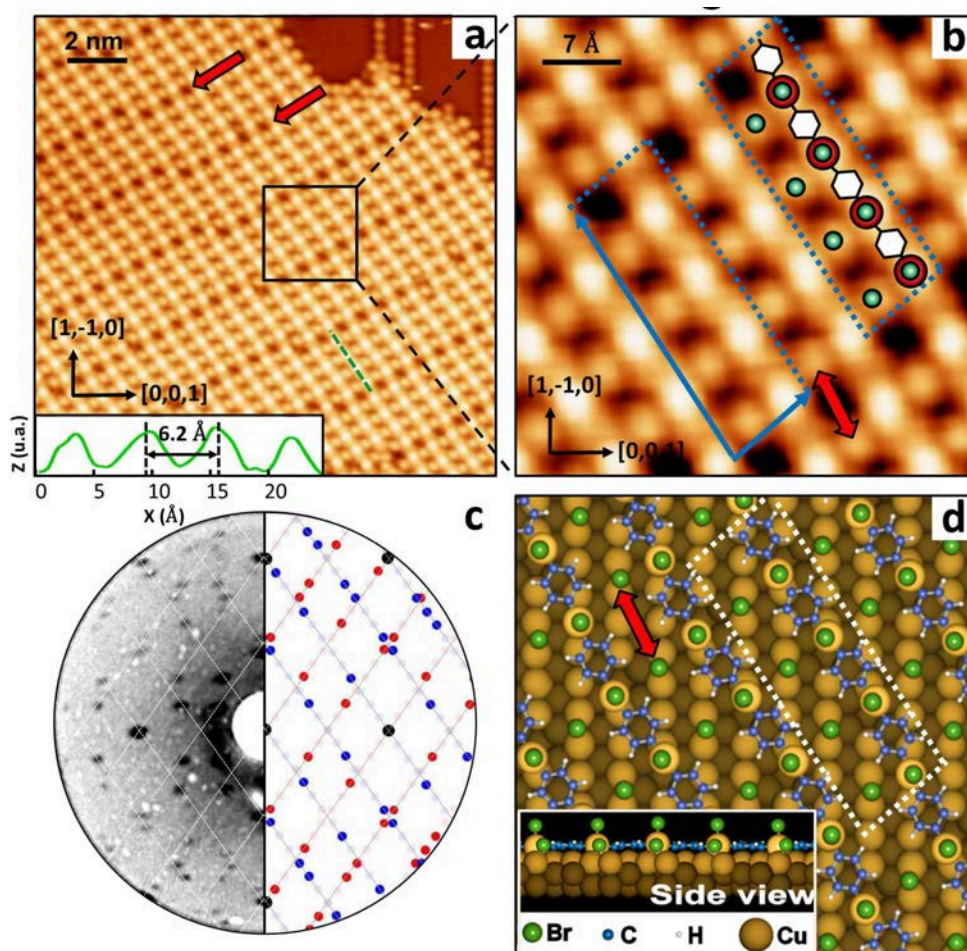 2 nm
a
[1,-1,0]
[0,0,1]
Z (u.a.)
6.2 Å
0 5 10 15 20
X (Å)
7 Å
b
[1,-1,0]
[0,0,1]
c
d
Side view
Br C H Cu